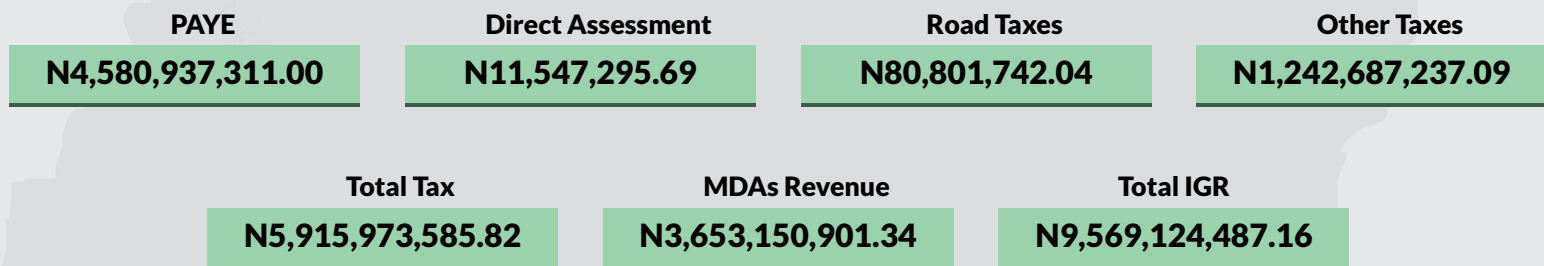 PAYE Direct Assessment Road Taxes Other Taxes
N4,580,937,311.00 N11,547,295.69 N80,801,742.04 N1,242,687,237.09
Total Tax MDAs Revenue Total IGR
N5,915,973,585.82 N3,653,150,901.34 N9,569,124,487.16